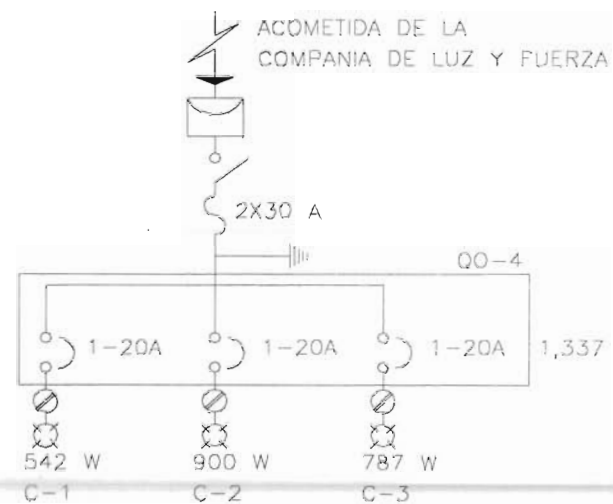 ACOMETIDA DE LA
COMPANIA DE LUZ Y FUERZA
2X30 A
QO-4
1-20A 1-20A 1-20A 1,337
542 W 900 W 787 W
C-1 C-2 C-3